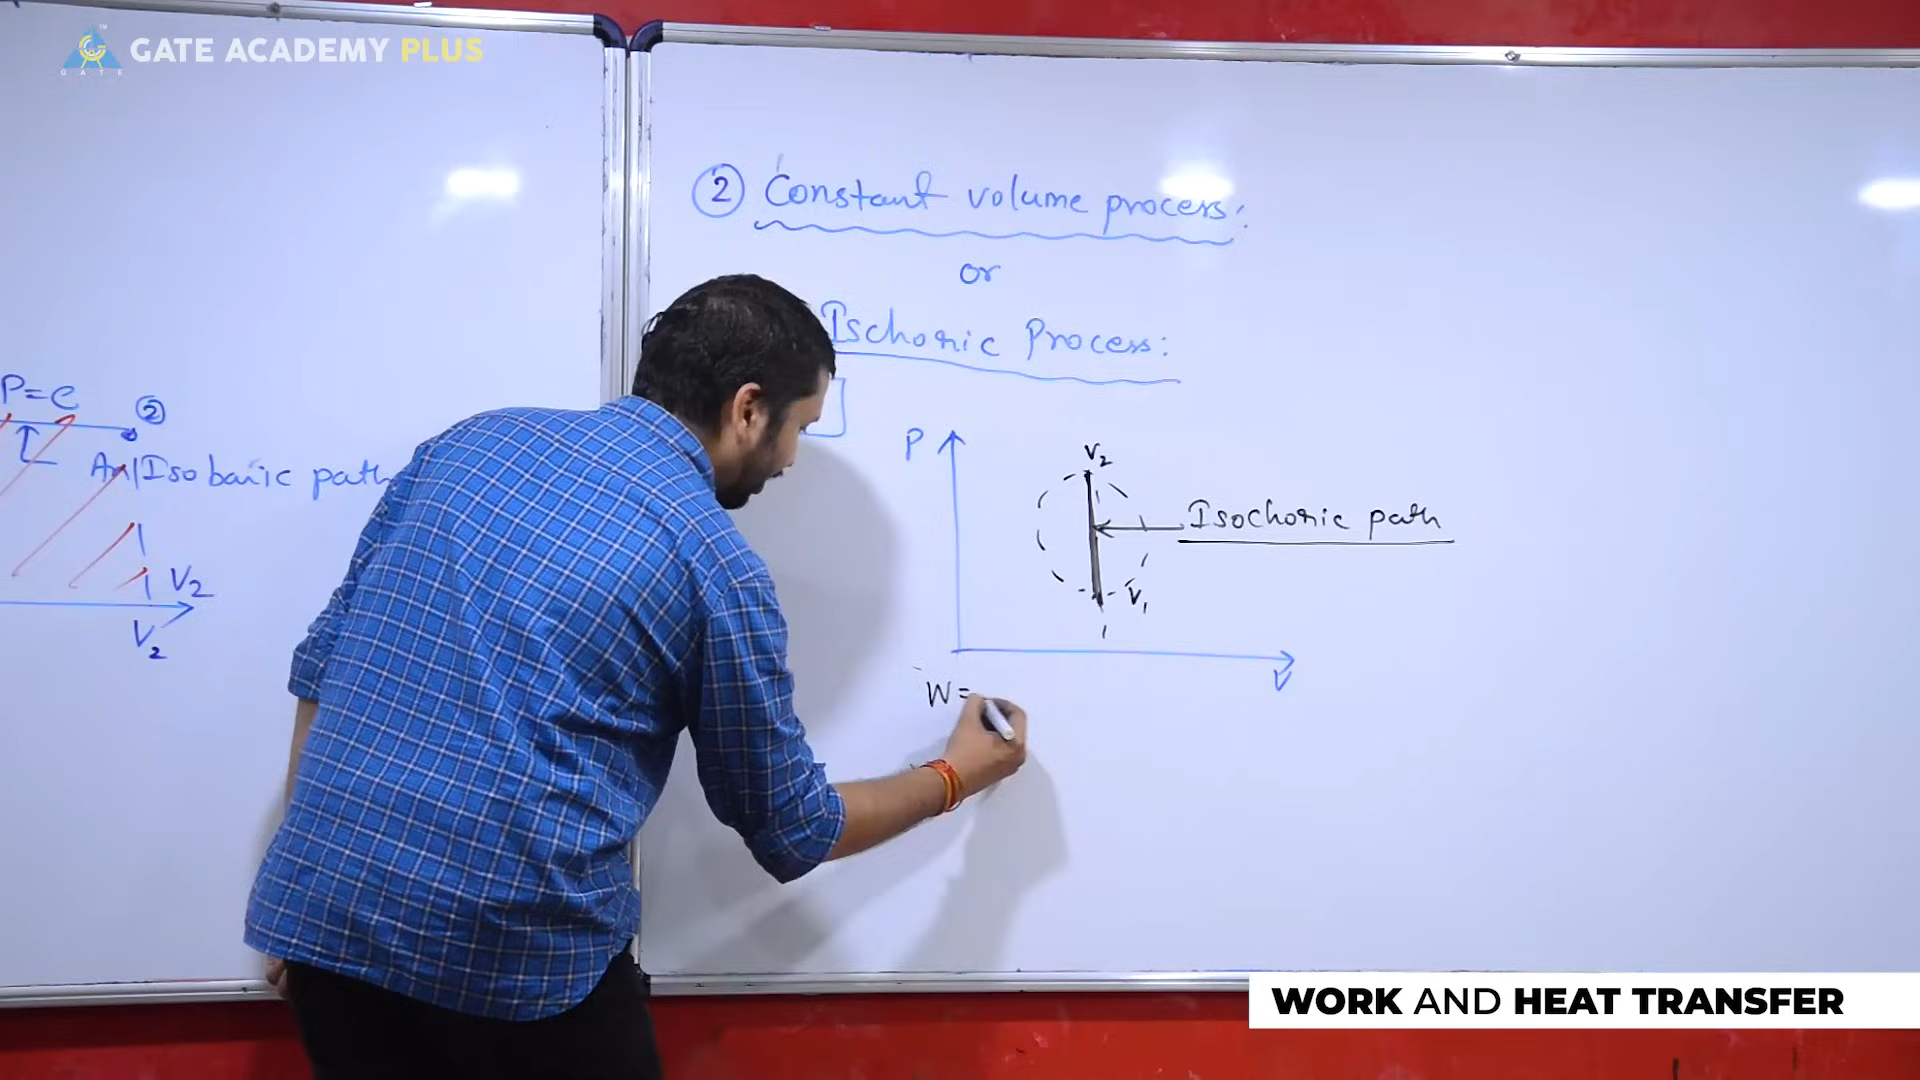 GATE ACADEMY PLUS
GATE
P=C
②
An/Isobaric path
V2
V2
② Constant volume process:
or
Ischoric Process:
P
V2
Isochoric path
V1
V
W =
WORK AND HEAT TRANSFER